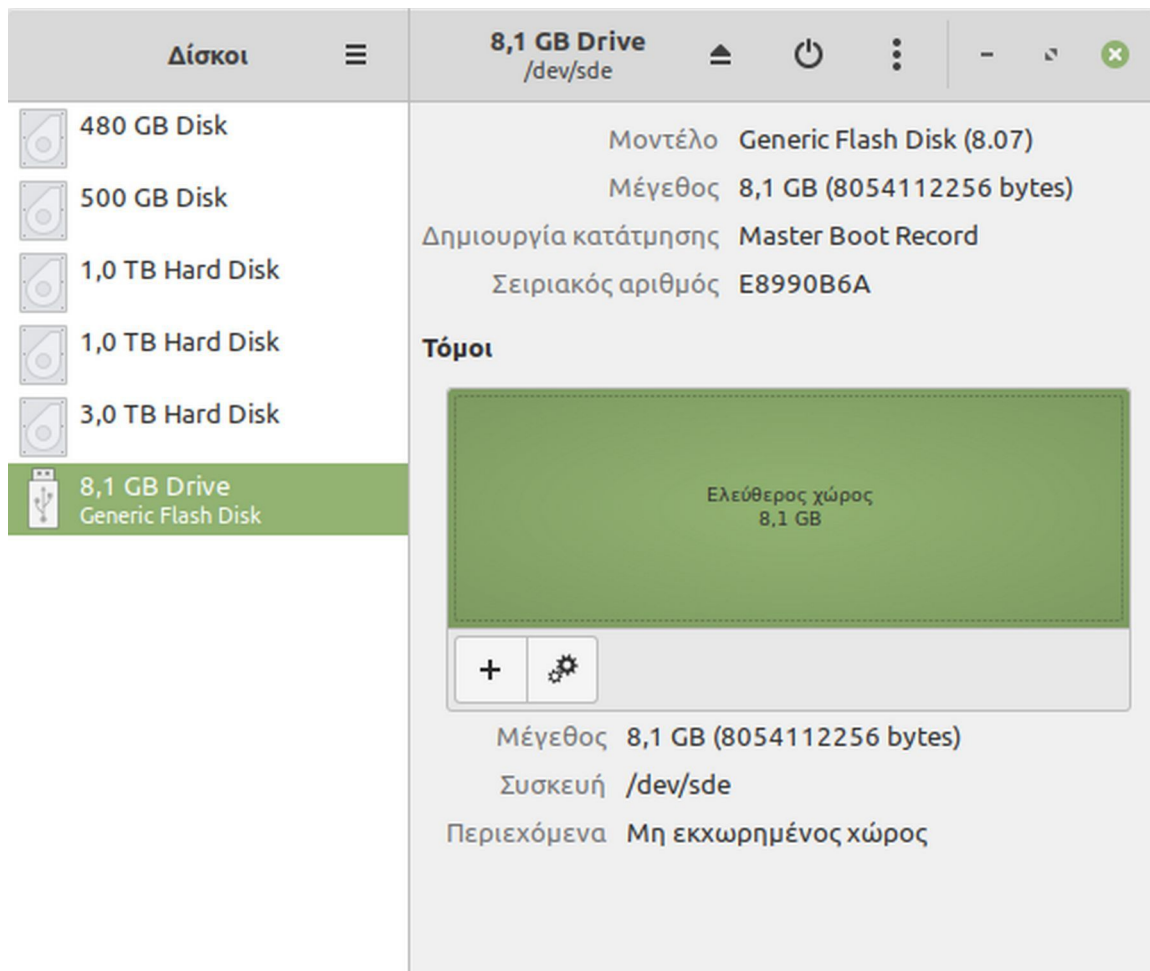 Δίσκοι
8,1 GB Drive
/dev/sde
480 GB Disk
500 GB Disk
1,0 TB Hard Disk
1,0 TB Hard Disk
3,0 TB Hard Disk
8,1 GB Drive
Generic Flash Disk
Μοντέλο Generic Flash Disk (8.07)
Μέγεθος 8,1 GB (8054112256 bytes)
Δημιουργία κατάτμησης Master Boot Record
Σειριακός αριθμός E8990B6A
Τόμοι
Ελεύθερος χώρος
8,1 GB
Μέγεθος 8,1 GB (8054112256 bytes)
Συσκευή /dev/sde
Περιεχόμενα Μη εκχωρημένος χώρος